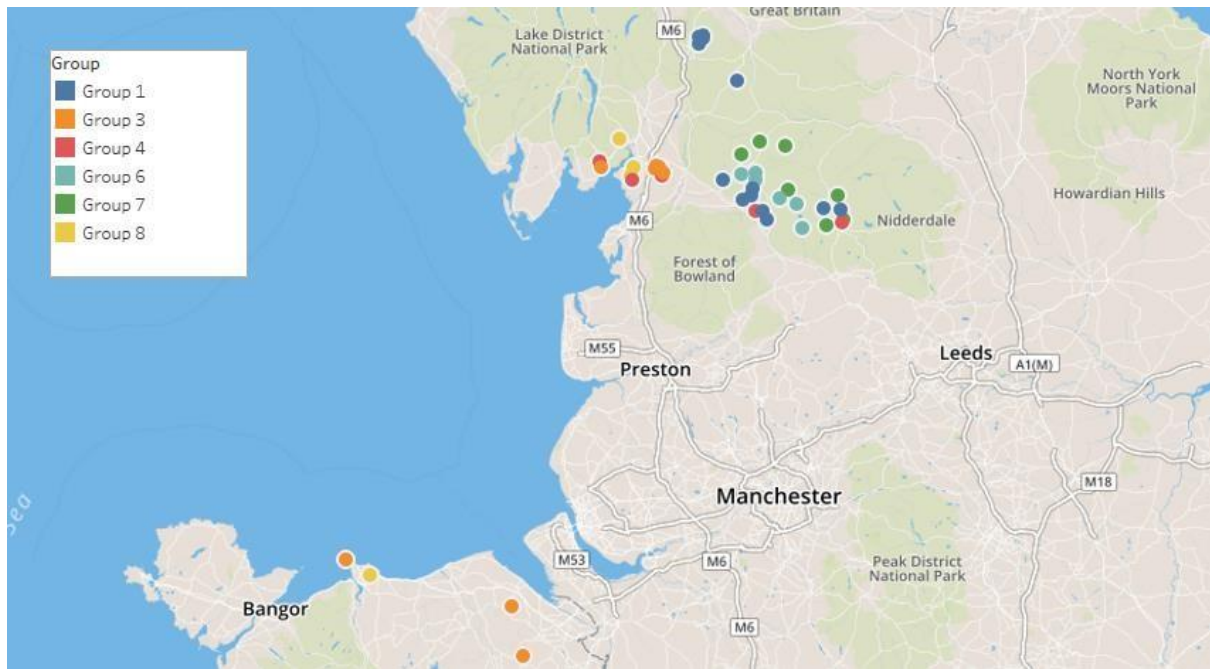 Great Britain
Lake District
National Park
M6
Group
Group 1
Group 3
Group 4
Group 6
Group 7
Group 8
North York
Moors National
Park
Howardian Hills
M6
Nidderdale
Forest of
Bowland
M55
Preston
Leeds
A1(M)
M18
Manchester
sea
M53
M6
Peak District
National Park
Bangor
M6